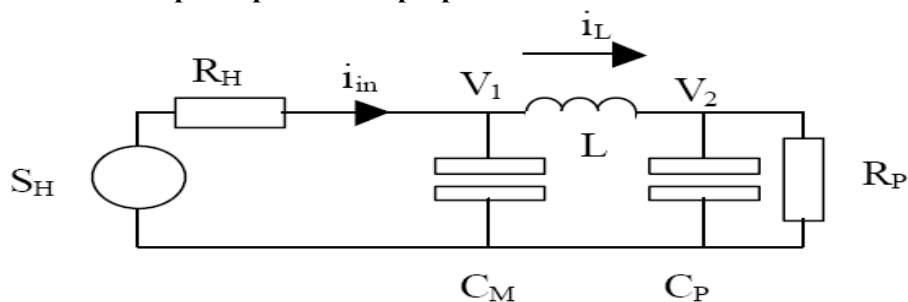 i_L
R_H
i_in
V_1
V_2
L
S_H
R_P
C_M
C_P